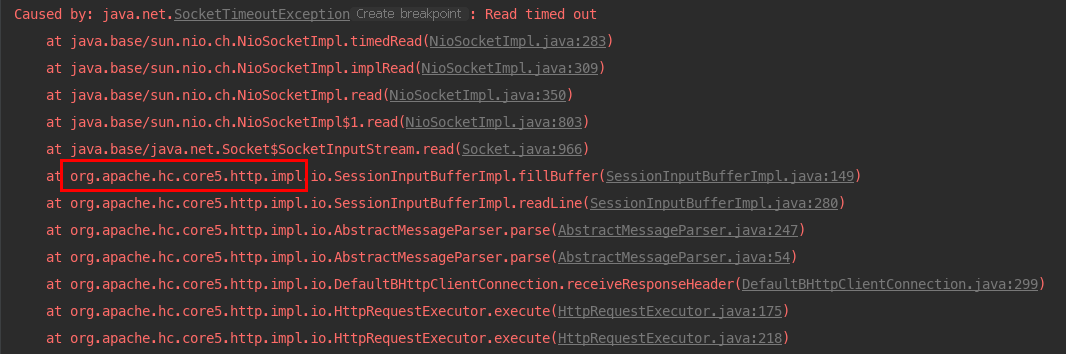 Caused by: java.net.SocketTimeoutException Create breakpoint : Read timed out
at java.base/sun.nio.ch.NioSocketImpl.timedRead(NioSocketImpl.java:283)
at java.base/sun.nio.ch.NioSocketImpl.implRead(NioSocketImpl.java:309)
at java.base/sun.nio.ch.NioSocketImpl.read(NioSocketImpl.java:350)
at java.base/sun.nio.ch.NioSocketImpl$1.read(NioSocketImpl.java:803)
at java.base/java.net.Socket$SocketInputStream.read(Socket.java:966)
at org.apache.hc.core5.http.impl.io.SessionInputBufferImpl.fillBuffer(SessionInputBufferImpl.java:149)
at org.apache.hc.core5.http.impl.io.SessionInputBufferImpl.readLine(SessionInputBufferImpl.java:280)
at org.apache.hc.core5.http.impl.io.AbstractMessageParser.parse(AbstractMessageParser.java:247)
at org.apache.hc.core5.http.impl.io.AbstractMessageParser.parse(AbstractMessageParser.java:54)
at org.apache.hc.core5.http.impl.io.DefaultBHttpClientConnection.receiveResponseHeader(DefaultBHttpClientConnection.java:299)
at org.apache.hc.core5.http.impl.io.HttpRequestExecutor.execute(HttpRequestExecutor.java:175)
at org.apache.hc.core5.http.impl.io.HttpRequestExecutor.execute(HttpRequestExecutor.java:218)